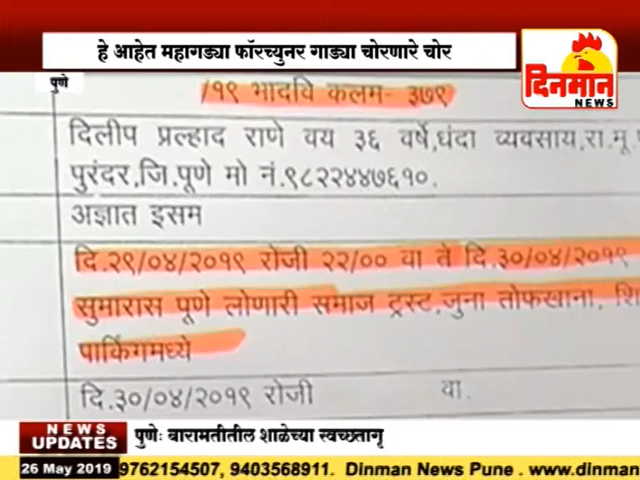 हे आहेत महागड्या फॉरच्युनर गाड्या चोरणारे चोर
दिनमान
NEWS
पुणे
/१९ भादवि कलम- ३७९
दिलीप प्रल्हाद राणे वय ३६ वर्षे,धंदा व्यवसाय,रा.मू.
पुरंदर,जि.पूणे मो नं.९८२२४४७६१०.
अज्ञात इसम
दि.२९/०४/२०१९ रोजी २२/०० वा ते दि.३०/०४/२०१९
सुमारास पूणे लोणारी समाज ट्रस्ट,जुना तोफखाना,
पार्किंगमध्ये
दि.३०/०४/२०१९ रोजी वा.
NEWS UPDATES
पुणे: बारामतीतील शाळेच्या स्वच्छतागृ
26 May 2019
9762154507, 9403568911. Dinman News Pune . www.dinman